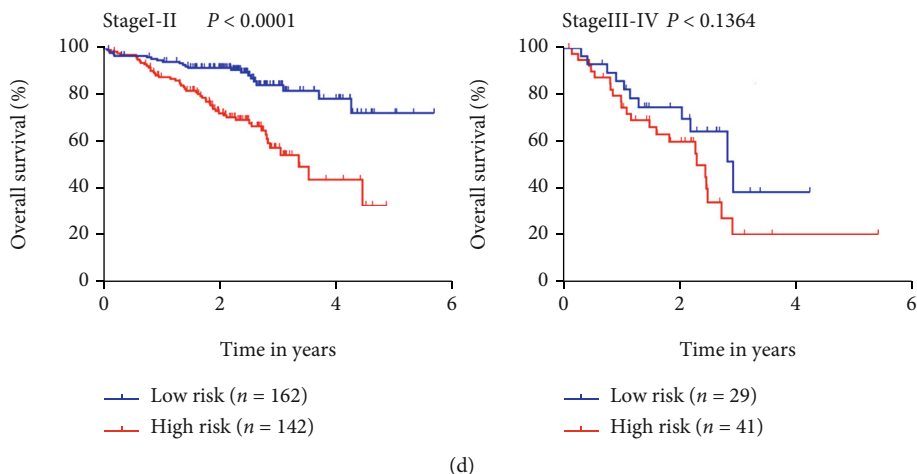 StageI-II P < 0.0001
Overall survival (%)
100
80
60
40
20
0
0 2 4 6
Time in years
Low risk (n = 162)
High risk (n = 142)
StageIII-IV P < 0.1364
Overall survival (%)
100
80
60
40
20
0
0 2 4 6
Time in years
Low risk (n = 29)
High risk (n = 41)
(d)